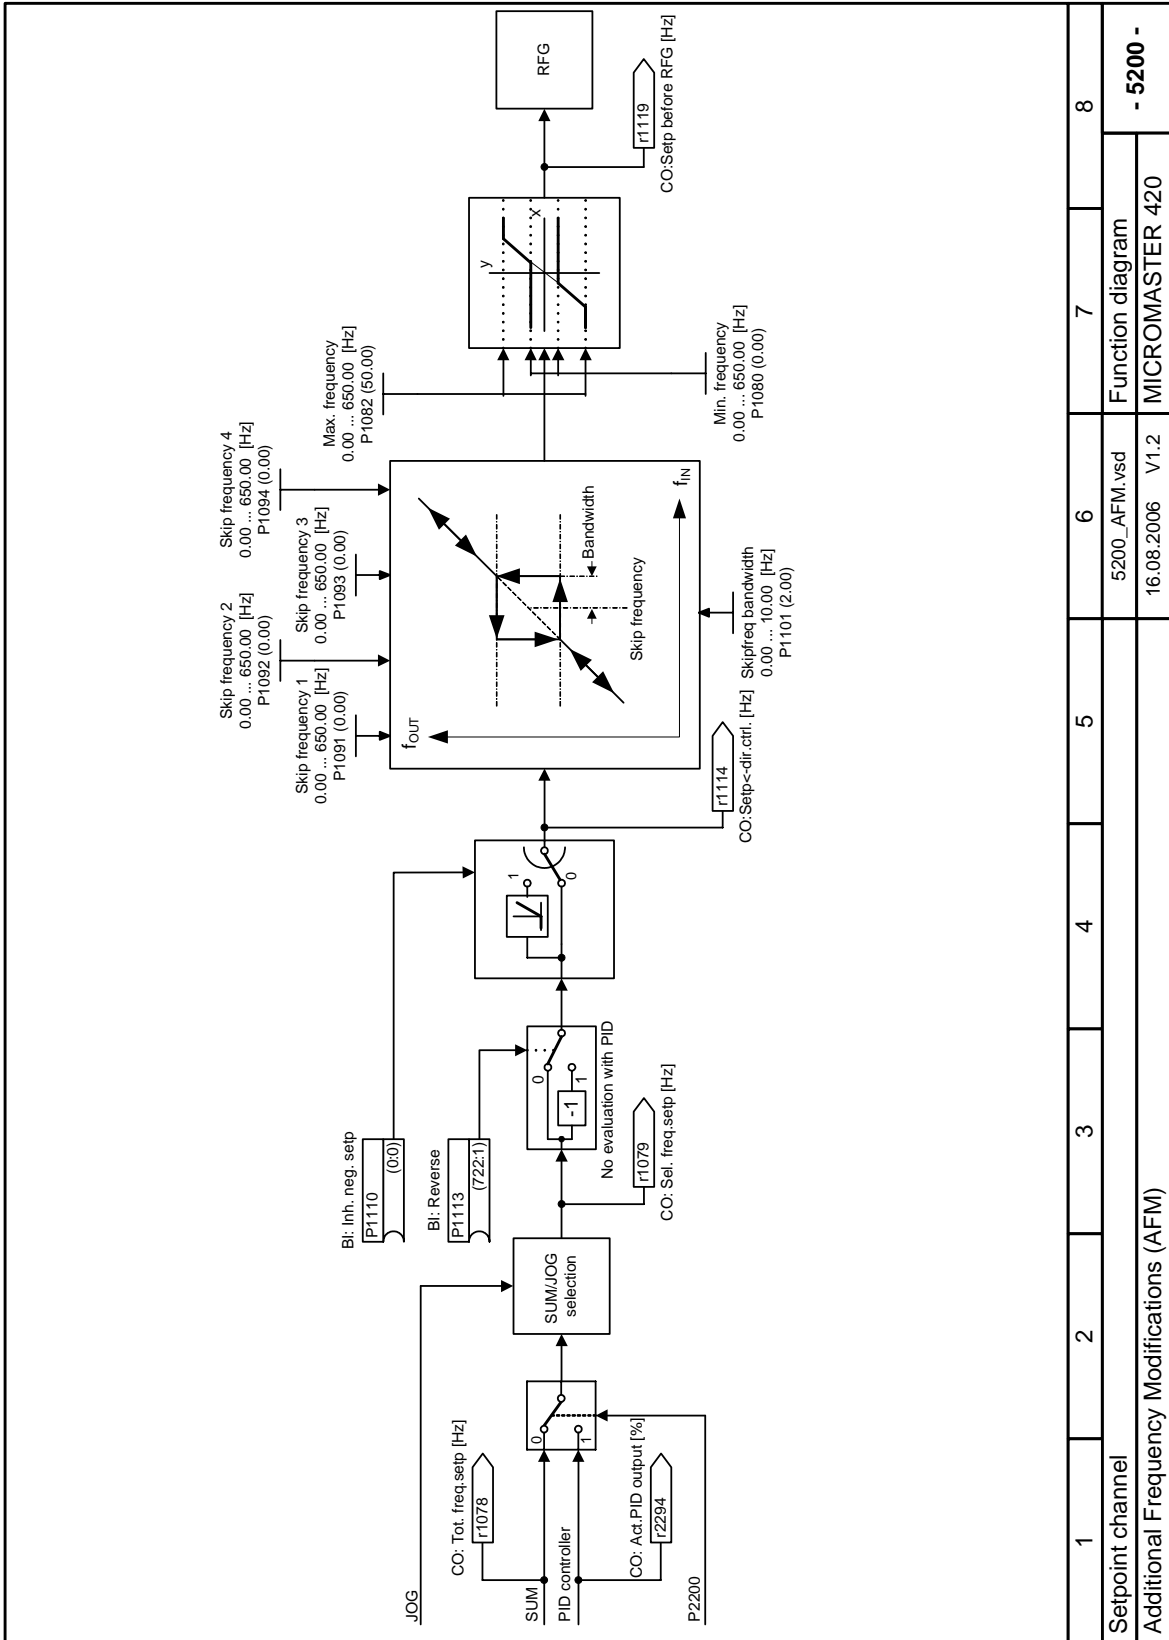 JOG
SUM
PID controller
P2200
CO: Tot. freq.setp [Hz]
r1078
CO: Act.PID output [%]
r2294
0
1
SUM/JOG
selection
BI: Inh. neg. setp
P1110
(0:0)
BI: Reverse
P1113
(722:1)
r1079
CO: Sel. freq.setp [Hz]
0
1
-1
No evaluation with PID
1
0
r1114
CO:Setp<-dir.ctrl. [Hz]
Skip frequency 1
0.00 ... 650.00 [Hz]
P1091 (0.00)
Skip frequency 2
0.00 ... 650.00 [Hz]
P1092 (0.00)
Skip frequency 3
0.00 ... 650.00 [Hz]
P1093 (0.00)
Skip frequency 4
0.00 ... 650.00 [Hz]
P1094 (0.00)
fOUT
fIN
Bandwidth
Skip frequency
Skipfreq bandwidth
0.00 ... 10.00 [Hz]
P1101 (2.00)
Max. frequency
0.00 ... 650.00 [Hz]
P1082 (50.00)
Min. frequency
0.00 ... 650.00 [Hz]
P1080 (0.00)
y
x
r1119
CO:Setp before RFG [Hz]
RFG
1 2 3 4 5 6 7 8
Setpoint channel
Additional Frequency Modifications (AFM)
5200_AFM.vsd
16.08.2006 V1.2
Function diagram
MICROMASTER 420
- 5200 -